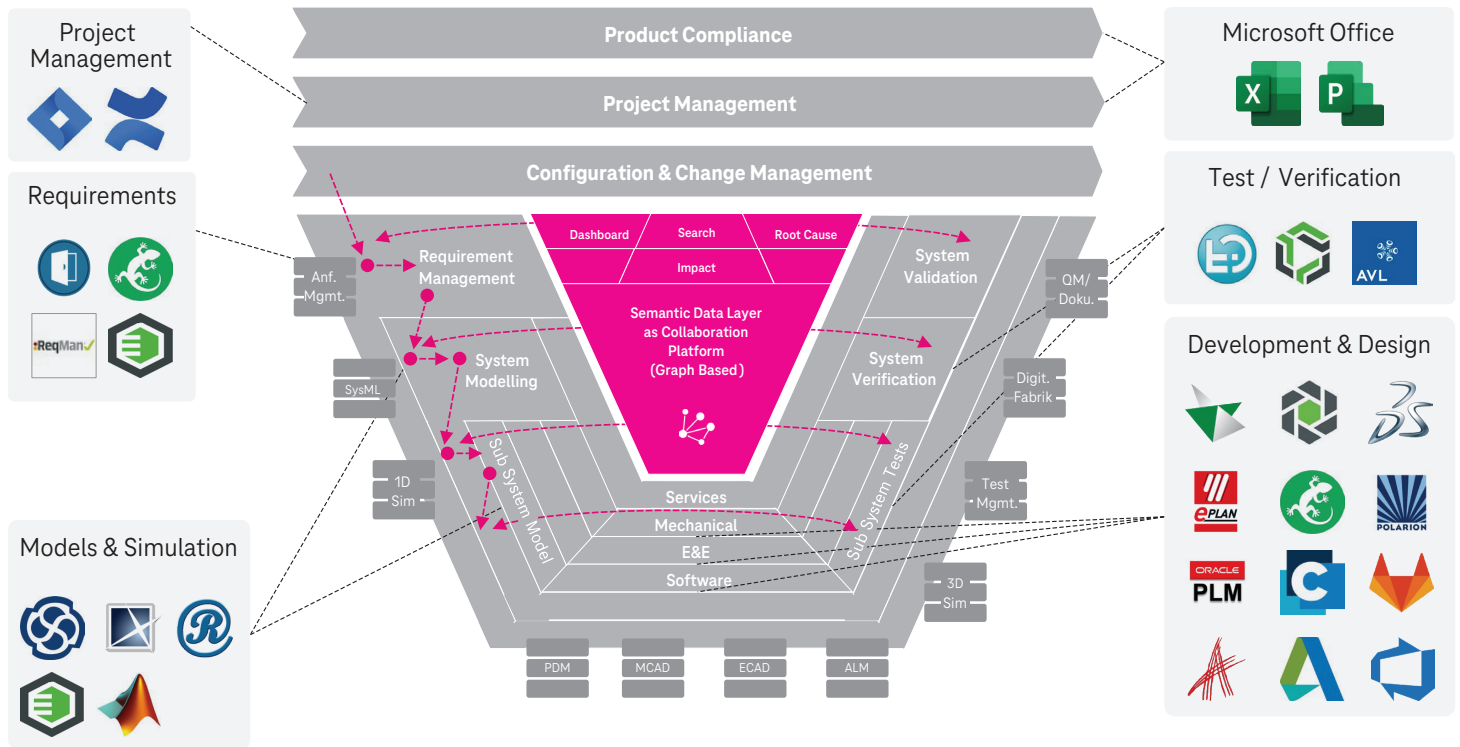 Project
Management
Product Compliance
Project Management
Configuration & Change Management
Microsoft Office
X
P
Requirements
ReqMan
Test / Verification
AVL
Dashboard
Search
Root Cause
Impact
Semantic Data Layer
as Collaboration
Platform
(Graph Based)
Requirement
Management
System
Modelling
Sub System Model
System
Validation
System
Verification
Sub System Tests
Services
Mechanical
E&E
Software
Anf.
Mgmt.
SysML
1D
Sim
QM/
Doku.
Digit.
Fabrik
Test
Mgmt.
3D
Sim
PDM
MCAD
ECAD
ALM
Models & Simulation
R
Development & Design
ePLAN
POLARION
ORACLE
PLM
C